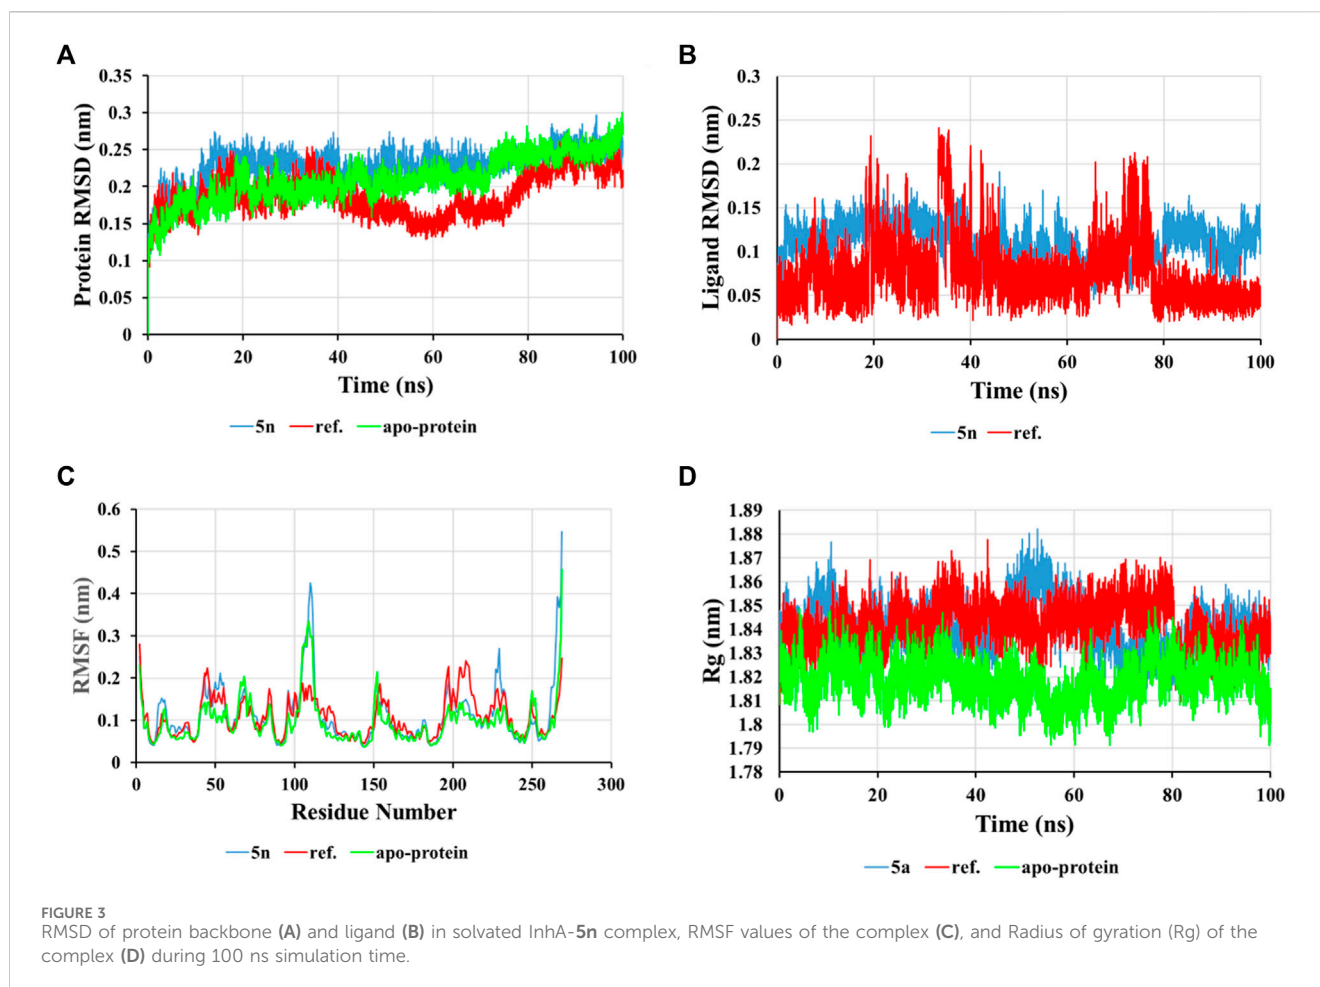 A
0.35
0.3
0.25
0.2
0.15
0.1
0.05
0
Protein RMSD (nm)
0 20 40 60 80 100
Time (ns)
5n ref. apo-protein
B
0.3
0.25
0.2
0.15
0.1
0.05
0
Ligand RMSD (nm)
0 20 40 60 80 100
Time (ns)
5n ref.
C
0.6
0.5
0.4
0.3
0.2
0.1
0
RMSF (nm)
0 50 100 150 200 250 300
Residue Number
5n ref. apo-protein
D
1.89
1.88
1.87
1.86
1.85
1.84
1.83
1.82
1.81
1.8
1.79
1.78
Rg (nm)
0 20 40 60 80 100
Time (ns)
5a ref. apo-protein
FIGURE 3
RMSD of protein backbone (A) and ligand (B) in solvated InhA-5n complex, RMSF values of the complex (C), and Radius of gyration (Rg) of the
complex (D) during 100 ns simulation time.